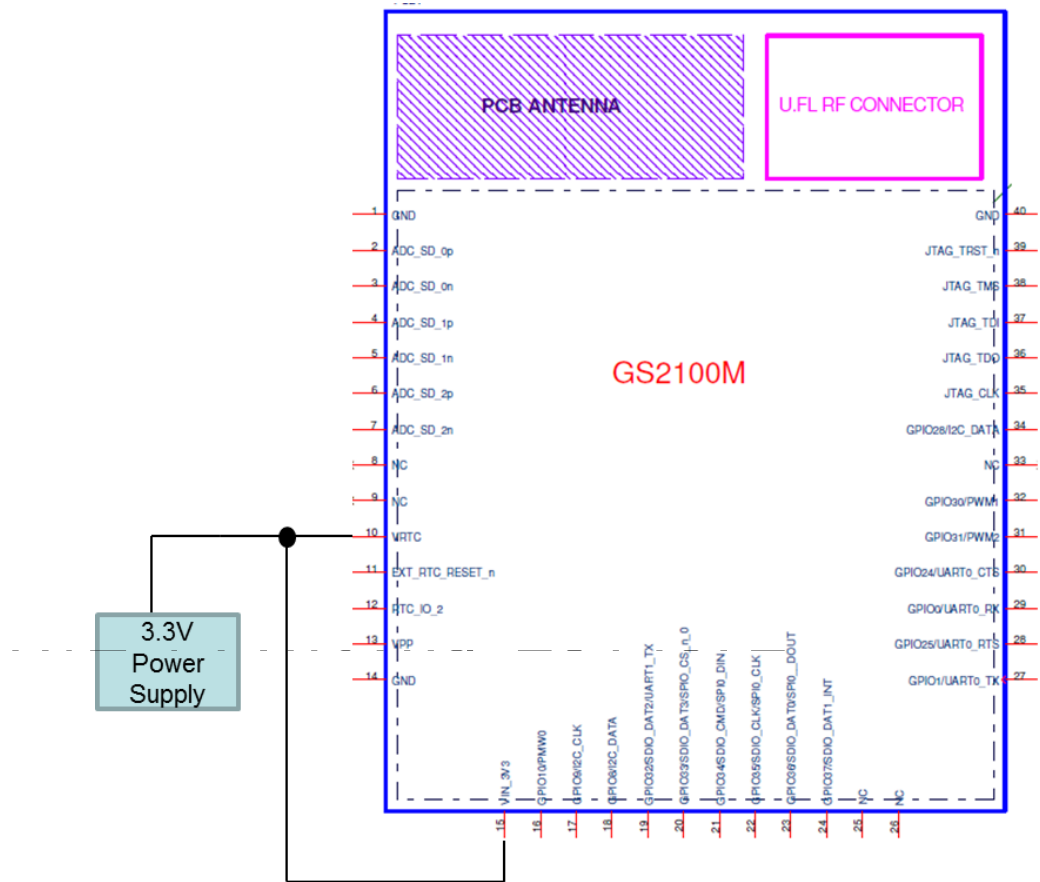 PCB ANTENNA
U.FL RF CONNECTOR
GS2100M
1 GND
2 ADC_SD_0p
3 ADC_SD_0n
4 ADC_SD_1p
5 ADC_SD_1n
6 ADC_SD_2p
7 ADC_SD_2n
8 NC
9 NC
10 VRTC
11 EXT_RTC_RESET_n
12 RTC_IO_2
13 VPP
14 GND
3.3V
Power
Supply
15 VIN_3V3
16 GPIO10/PMW0
17 GPIO9/I2C_CLK
18 GPIO8/I2C_DATA
19 GPIO32/SDIO_DAT2/UART1_TX
20 GPIO33/SDIO_DAT3/SPIO_CS_n_0
21 GPIO34/SDIO_CMD/SPI0_DIN
22 GPIO35/SDIO_CLK/SPI0_CLK
23 GPIO36/SDIO_DAT0/SPI0__DOUT
24 GPIO37/SDIO_DAT1_INT
25 NC
26 NC
GND 40
JTAG_TRST_n 39
JTAG_TMS 38
JTAG_TDI 37
JTAG_TDO 36
JTAG_CLK 35
GPIO28/I2C_DATA 34
NC 33
GPIO30/PWM1 32
GPIO31/PWM2 31
GPIO24/UART0_CTS 30
GPIO0/UART0_RX 29
GPIO25/UART0_RTS 28
GPIO1/UART0_TX 27